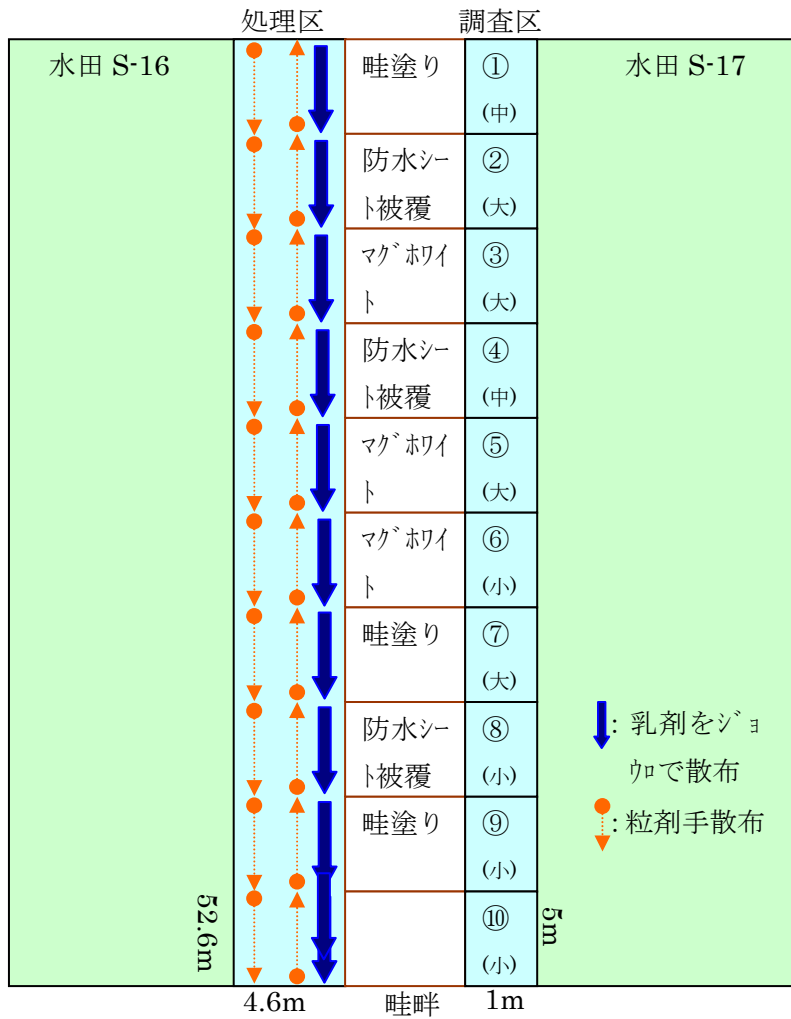 処理区
調査区
水田 S-16
水田 S-17
畦塗り
①
(中)
防水シー
ト被覆
②
(大)
マグホワイ
ト
③
(大)
防水シー
ト被覆
④
(中)
マグホワイ
ト
⑤
(大)
マグホワイ
ト
⑥
(小)
畦塗り
⑦
(大)
防水シー
ト被覆
⑧
(小)
畦塗り
⑨
(小)
⑩
(小)
: 乳剤をジョ
ウロで散布
: 粒剤手散布
52.6m
5m
4.6m
畦畔
1m